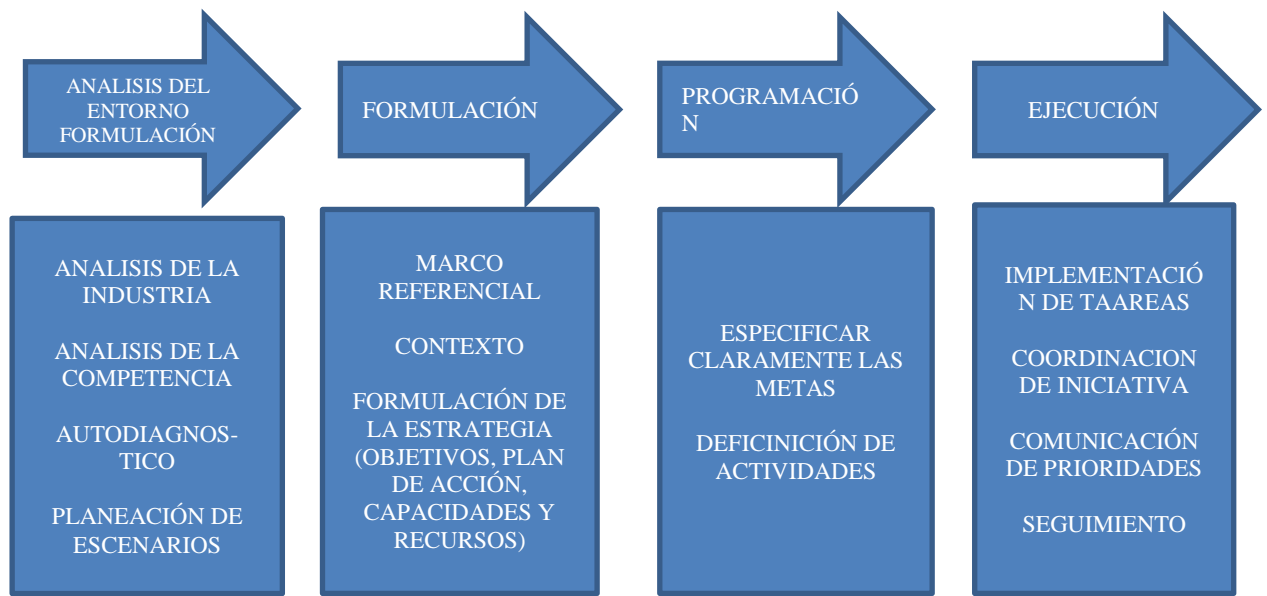 ANALISIS DEL
ENTORNO
FORMULACIÓN
FORMULACIÓN
PROGRAMACIÓ
N
EJECUCIÓN
ANALISIS DE LA
INDUSTRIA
ANALISIS DE LA
COMPETENCIA
AUTODIAGNOS-
TICO
PLANEACIÓN DE
ESCENARIOS
MARCO
REFERENCIAL
CONTEXTO
FORMULACIÓN DE
LA ESTRATEGIA
(OBJETIVOS, PLAN
DE ACCIÓN,
CAPACIDADES Y
RECURSOS)
ESPECIFICAR
CLARAMENTE LAS
METAS
DEFICINICIÓN DE
ACTIVIDADES
IMPLEMENTACIÓ
N DE TAAREAS
COORDINACION
DE INICIATIVA
COMUNICACIÓN
DE PRIORIDADES
SEGUIMIENTO